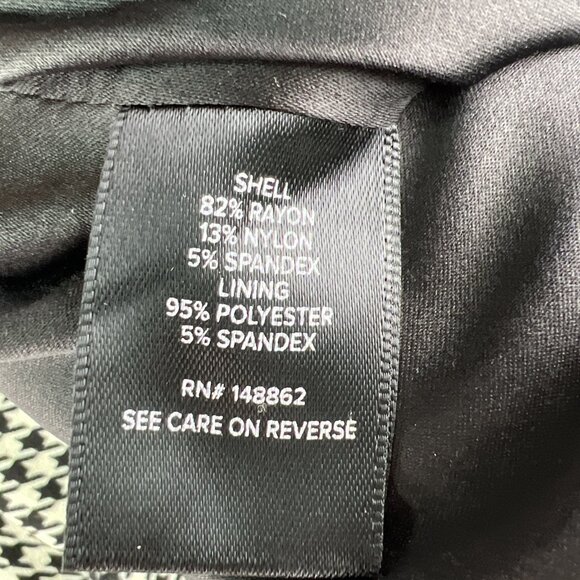 SHELL
82% RAYON
13% NYLON
5% SPANDEX
LINING
95% POLYESTER
5% SPANDEX
RN# 148862
SEE CARE ON REVERSE